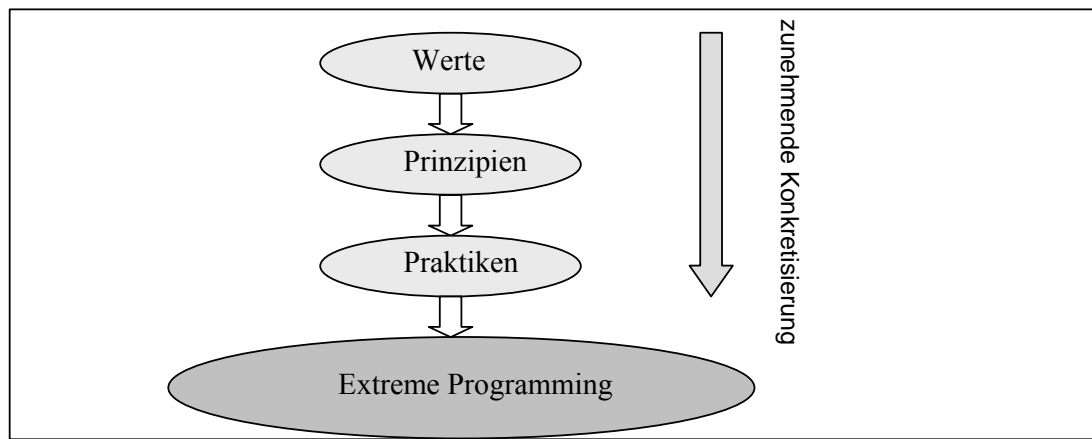 Werte
Prinzipien
Praktiken
Extreme Programming
zunehmende Konkretisierung